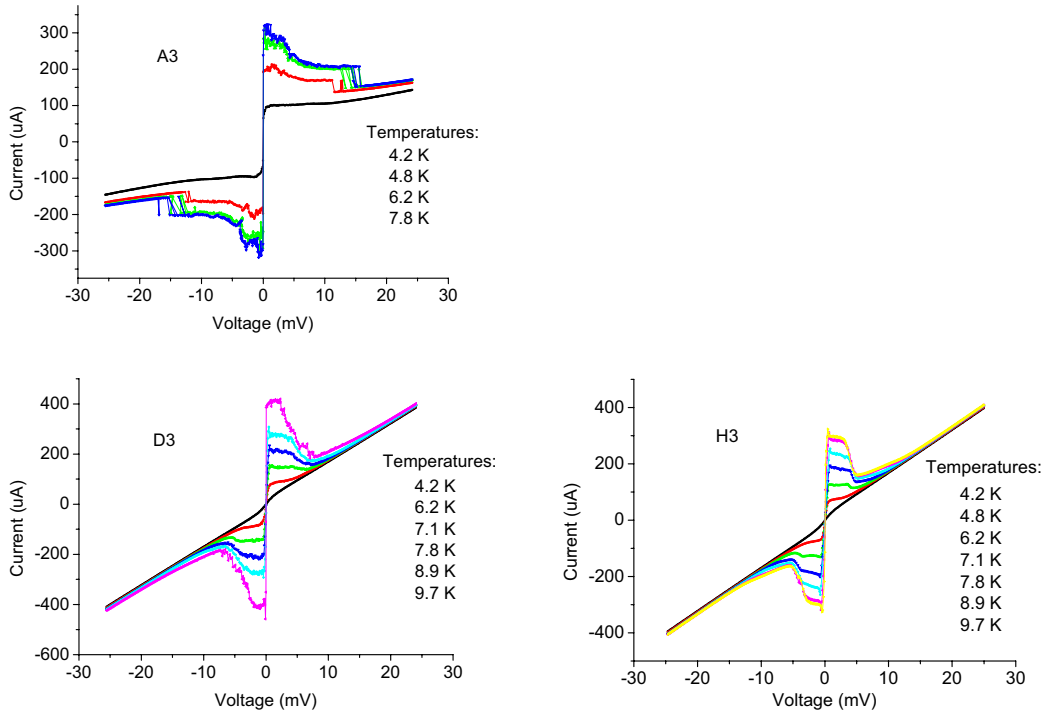 300
200
100
0
-100
-200
-300
Current (uA)
A3
Temperatures:
4.2 K
4.8 K
6.2 K
7.8 K
-30
-20
-10
0
10
20
30
Voltage (mV)
400
200
0
-200
-400
-600
Current (uA)
D3
Temperatures:
4.2 K
6.2 K
7.1 K
7.8 K
8.9 K
9.7 K
-30
-20
-10
0
10
20
30
Voltage (mV)
400
200
0
-200
-400
Current (uA)
H3
Temperatures:
4.2 K
4.8 K
6.2 K
7.1 K
7.8 K
8.9 K
9.7 K
-30
-20
-10
0
10
20
30
Voltage (mV)